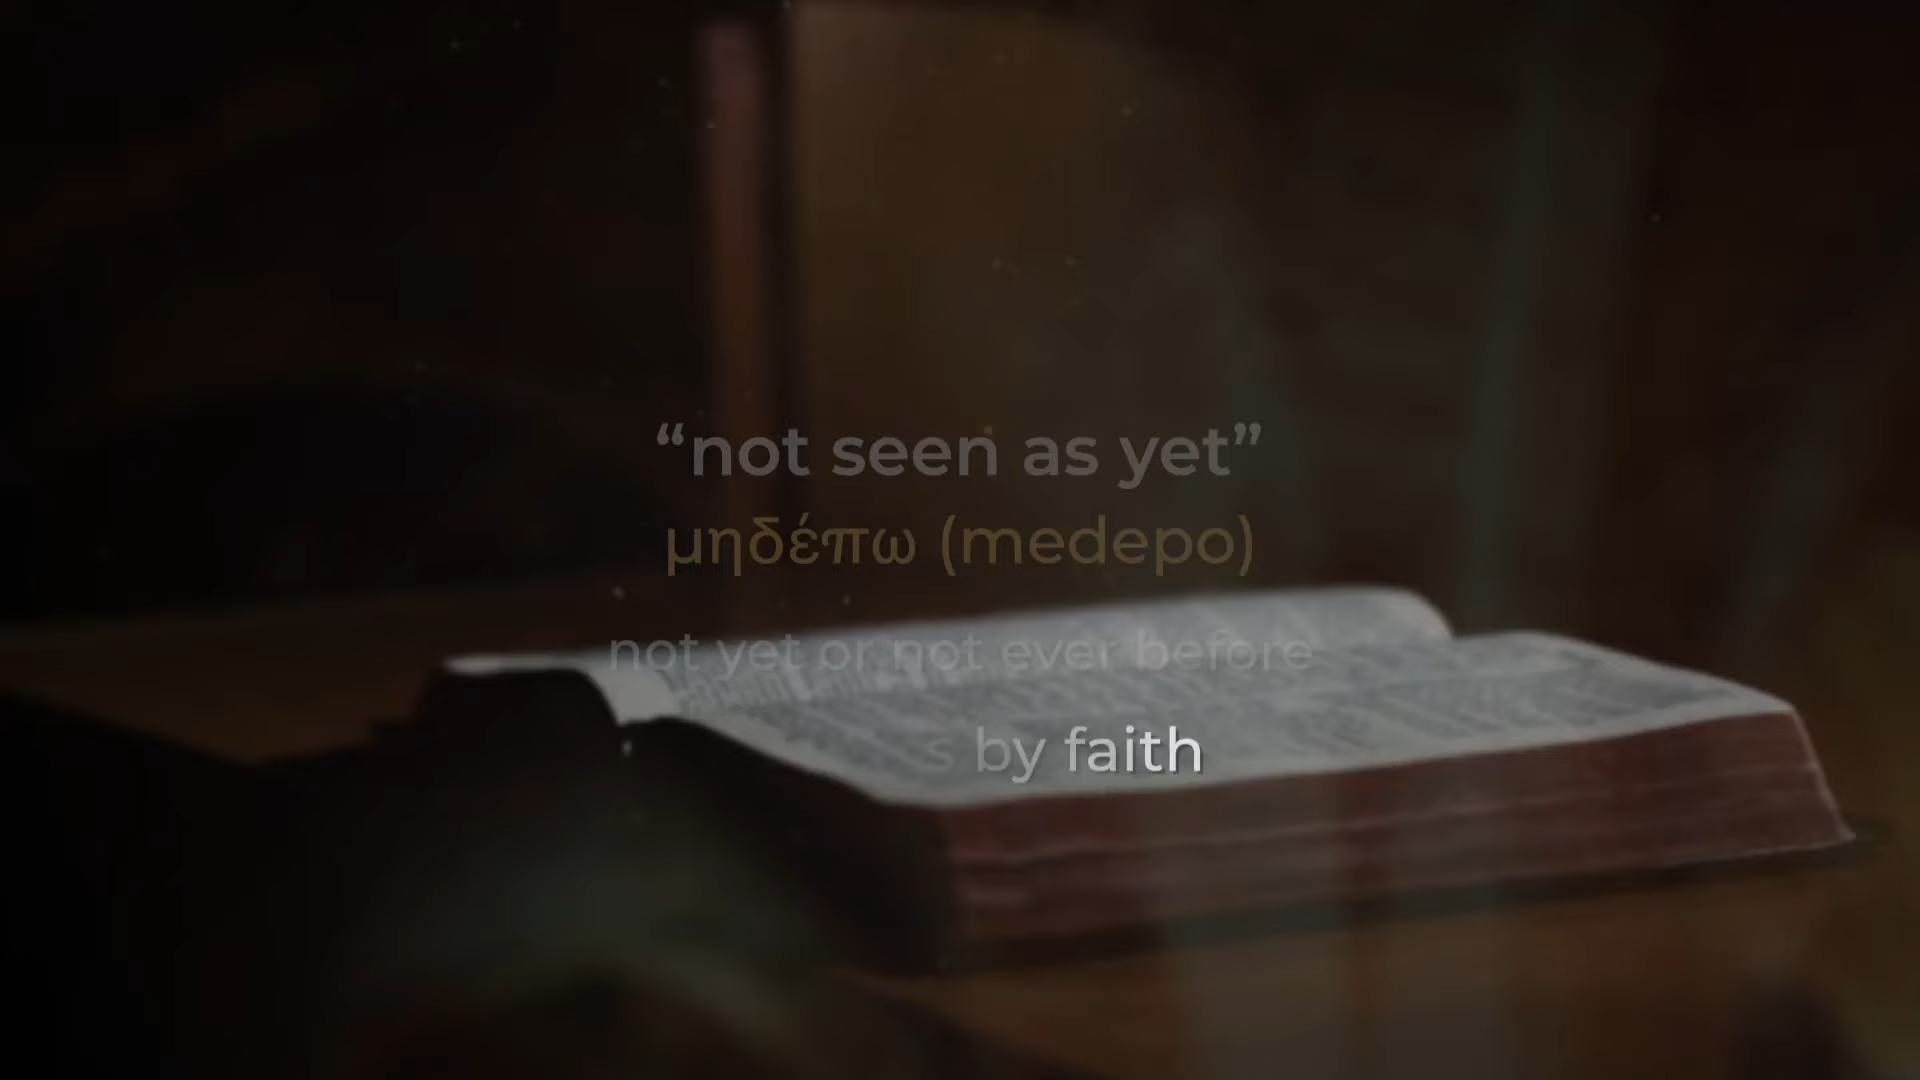 “not seen as yet”
μηδέπω (medepo)
not yet or not ever before
s by faith